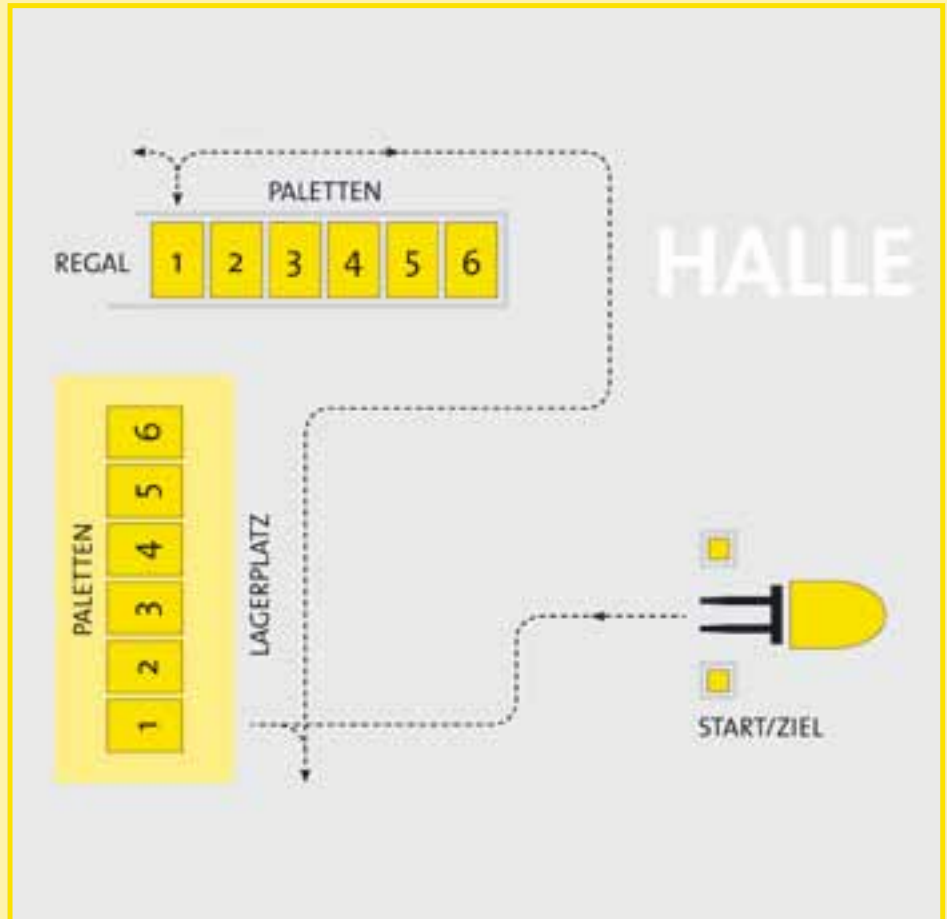 PALETTEN
REGAL 1 2 3 4 5 6
HALLE
PALETTEN
6
5
4
3
2
1
LAGERPLATZ
START/ZIEL